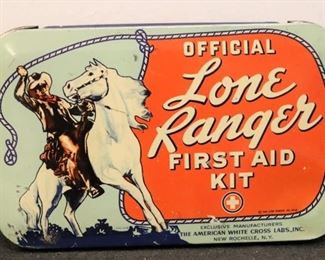 OFFICIAL
Lone
Ranger
FIRST AID
KIT
EXCLUSIVE MANUFACTURERS
THE AMERICAN WHITE CROSS LABS., INC.
NEW ROCHELLE, N.Y.